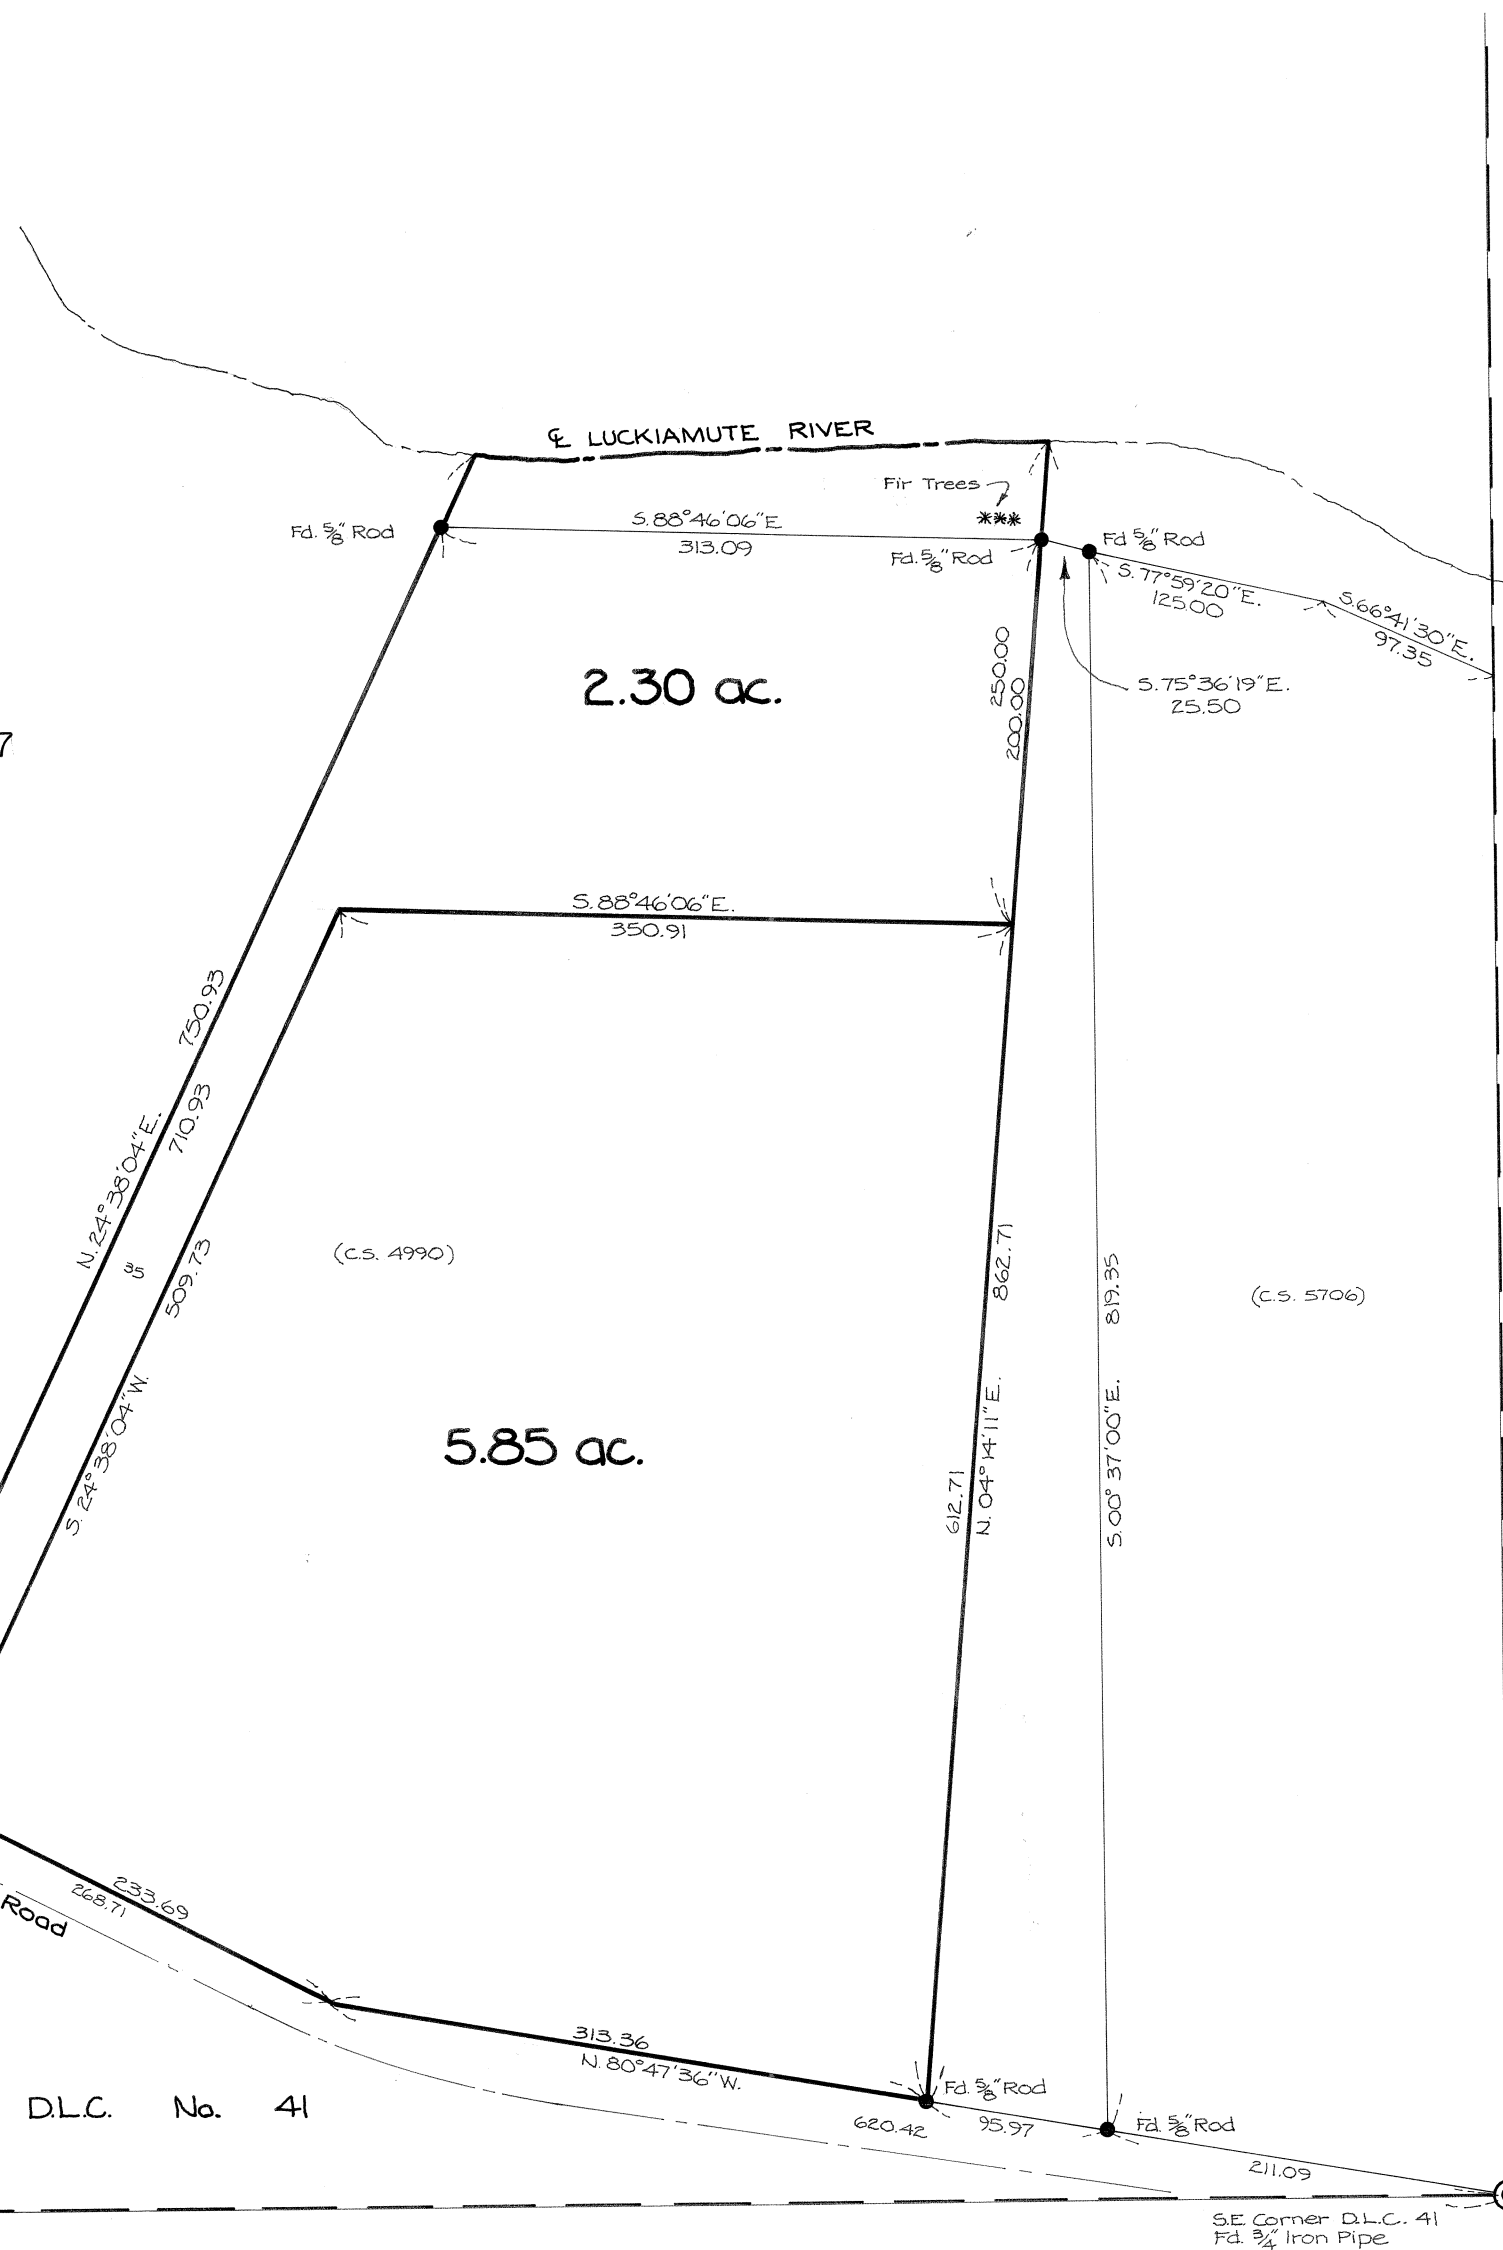 ℄ LUCKIAMUTE RIVER
Fir Trees
Fd. 5/8" Rod
S.88°46'06"E
313.09
Fd. 5/8" Rod
Fd 5/8" Rod
S.77°59'20"E.
125.00
S.66°41'30"E.
97.35
S.75°36'19"E.
25.50
250.00
200.00
2.30 ac.
7
S.88°46'06"E.
350.91
750.93
710.93
N.24°38'04"E.
35
509.73
S.24°38'04"W.
(C.S. 4990)
862.71
N.04°14'11"E.
612.71
819.35
S.00°37'00"E.
(C.S. 5706)
5.85 ac.
233.69
268.71
Road
313.36
N.80°47'36"W.
Fd. 5/8" Rod
620.42
95.97
Fd. 5/8" Rod
211.09
D.L.C. No. 41
S.E. Corner D.L.C. 41
Fd. 3/4" Iron Pipe